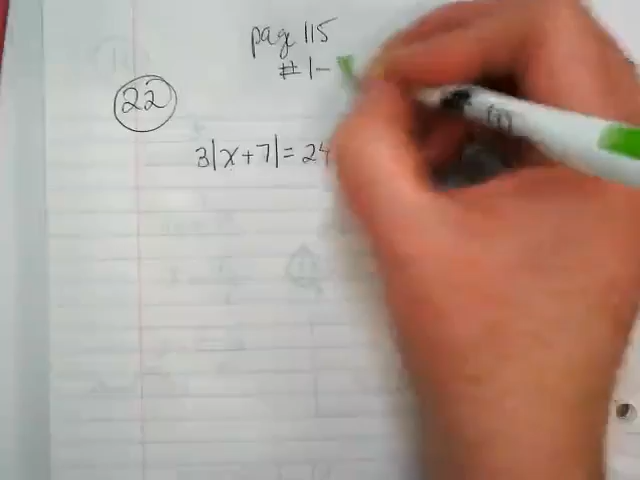 pag 115
# 1-
22
3|x+7|=24